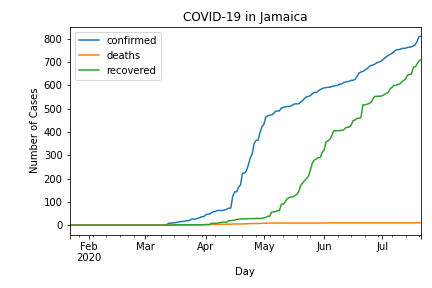 COVID-19 in Jamaica
confirmed
deaths
recovered
800
700
600
500
400
300
200
100
0
Number of Cases
Feb Mar Apr May Jun Jul
2020
Day